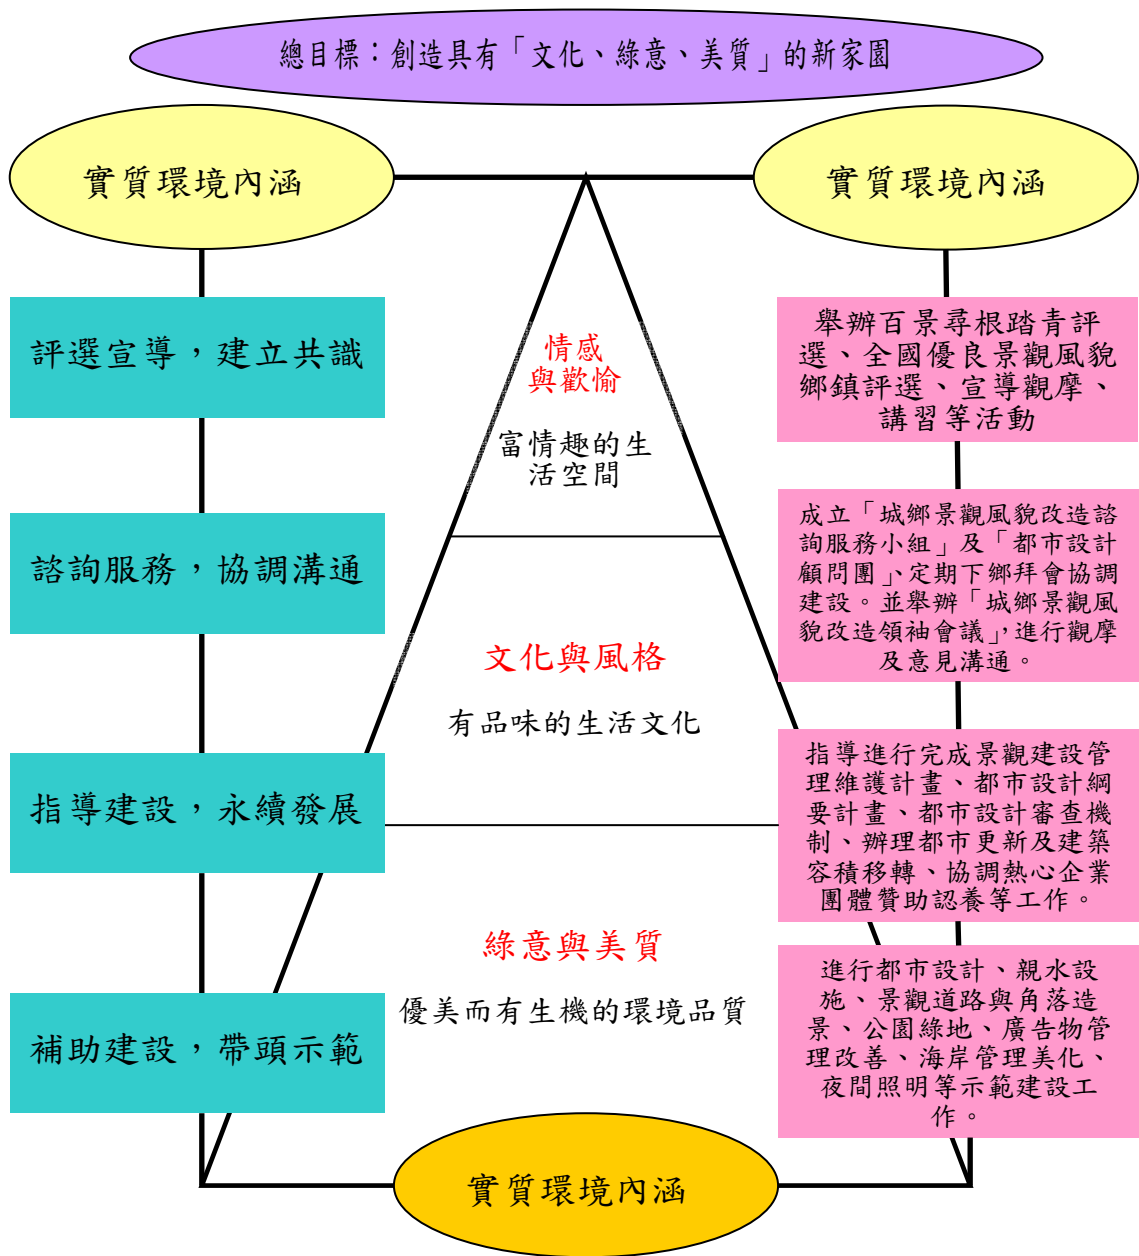 總目標：創造具有「文化、綠意、美質」的新家園
實質環境內涵
實質環境內涵
評選宣導，建立共識
諮詢服務，協調溝通
指導建設，永續發展
補助建設，帶頭示範
情感
與歡愉
富情趣的生
活空間
文化與風格
有品味的生活文化
綠意與美質
優美而有生機的環境品質
舉辦百景尋根踏青評
選、全國優良景觀風貌
鄉鎮評選、宣導觀摩、
講習等活動
成立「城鄉景觀風貌改造諮
詢服務小組」及「都市設計
顧問團」、定期下鄉拜會協調
建設。並舉辦「城鄉景觀風
貌改造領袖會議」，進行觀摩
及意見溝通。
指導進行完成景觀建設管
理維護計畫、都市設計綱
要計畫、都市設計審查機
制、辦理都市更新及建築
容積移轉、協調熱心企業
團體贊助認養等工作。
進行都市設計、親水設
施、景觀道路與角落造
景、公園綠地、廣告物管
理改善、海岸管理美化、
夜間照明等示範建設工
作。
實質環境內涵